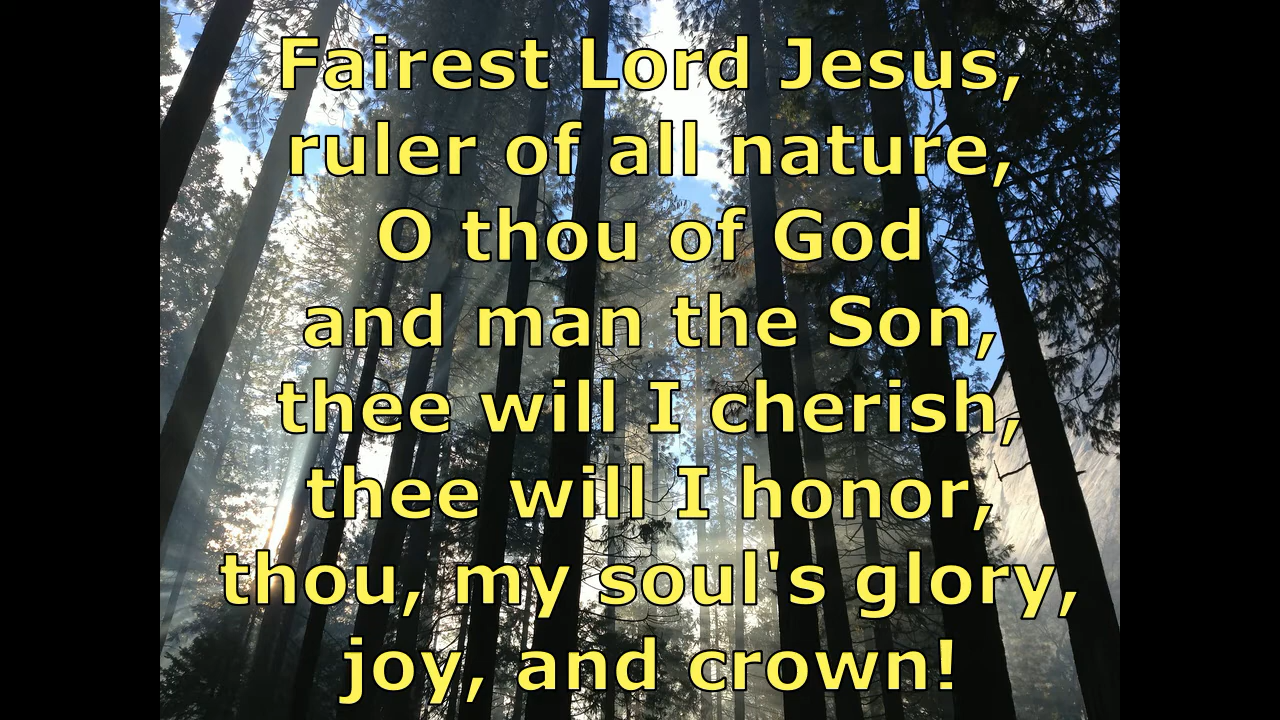 Fairest Lord Jesus,
ruler of all nature,
O thou of God
and man the Son,
thee will I cherish,
thee will I honor,
thou, my soul's glory,
joy, and crown!